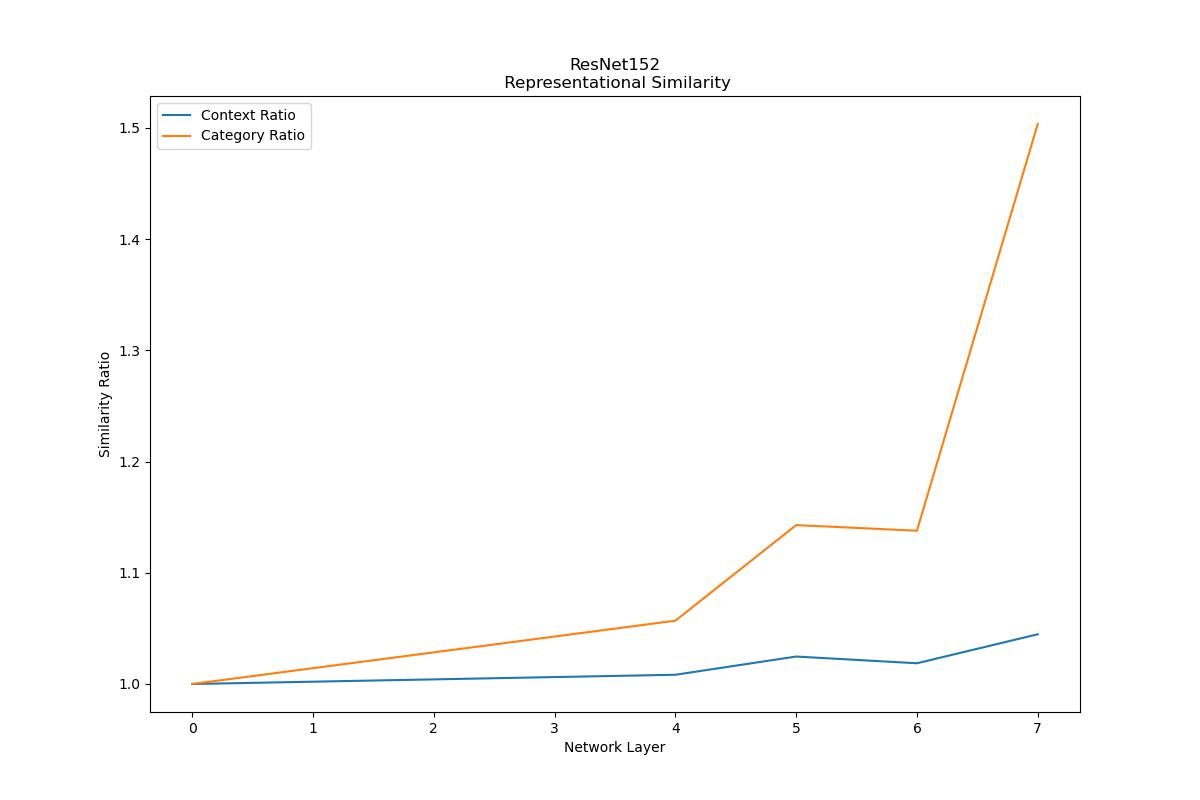 ResNet152
Representational Similarity
Context Ratio
Category Ratio
1.5
1.4
1.3
1.2
1.1
1.0
Similarity Ratio
0 1 2 3 4 5 6 7
Network Layer